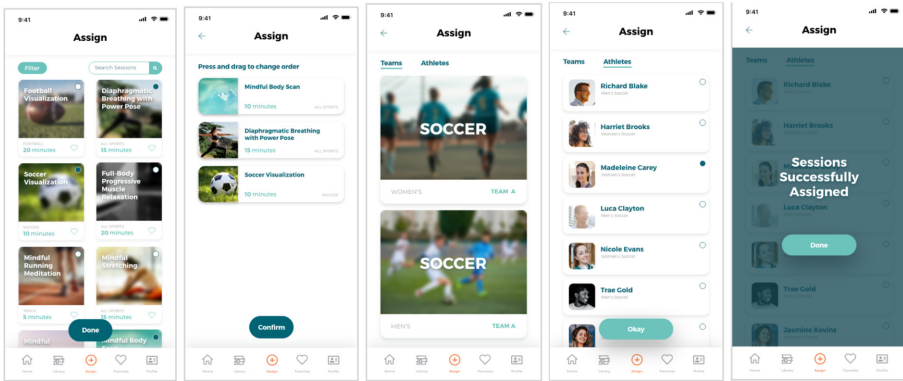 9:41
Assign
Filter
Search Sessions
Football
Visualization
FOOTBALL
20 minutes
Diaphragmatic
Breathing with
Power Pose
ALL SPORTS
15 minutes
Soccer
Visualization
SOCCER
10 minutes
Full-Body
Progressive
Muscle
Relaxation
ALL SPORTS
20 minutes
Mindful
Running
Meditation
TRACK
5 minutes
Mindful
Stretching
ALL SPORTS
15 minutes
Mindful
Mindful Body
Done
Home
Library
Assign
Favorites
Profile
9:41
Assign
Press and drag to change order
Mindful Body Scan
10 minutes
ALL SPORTS
Diaphragmatic Breathing
with Power Pose
15 minutes
ALL SPORTS
Soccer Visualization
10 minutes
SOCCER
Confirm
Home
Library
Assign
Favorites
Profile
9:41
Assign
Teams
Athletes
SOCCER
WOMEN'S
TEAM A
SOCCER
MEN'S
TEAM A
Home
Library
Assign
Favorites
Profile
9:41
Assign
Teams
Athletes
Richard Blake
Men's Soccer
Harriet Brooks
Women's Soccer
Madeleine Carey
Women's Soccer
Luca Clayton
Women's Soccer
Nicole Evans
Women's Soccer
Trae Gold
Men's Soccer
Okay
Home
Library
Assign
Favorites
Profile
9:41
Assign
Teams
Athletes
Richard Blake
Harriet Brooks
Sessions
Successfully
Assigned
Luca Clayton
Done
Trae Gold
Jasmine Kevins
Home
Library
Assign
Favorites
Profile